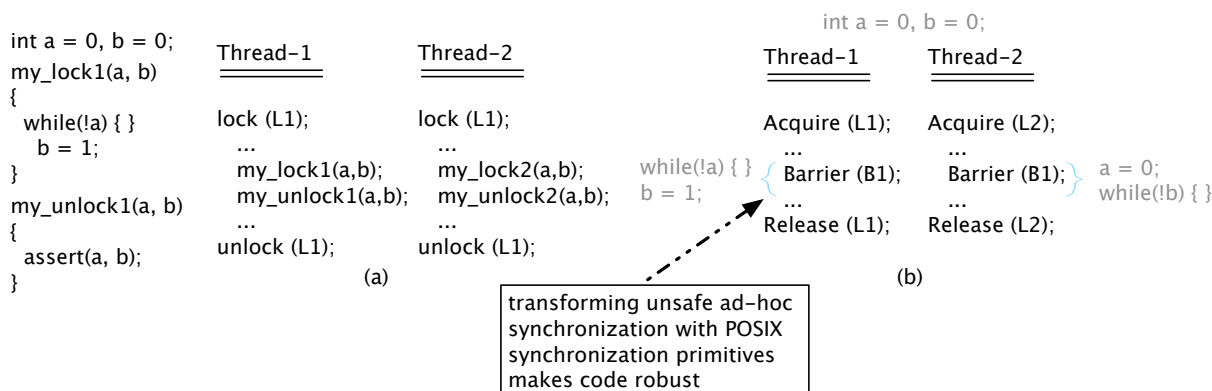 int a = 0, b = 0;
my_lock1(a, b)
{
while(!a) { }
b = 1;
}
my_unlock1(a, b)
{
assert(a, b);
}
Thread-1
lock (L1);
...
my_lock1(a,b);
my_unlock1(a,b);
...
unlock (L1);
Thread-2
lock (L1);
...
my_lock2(a,b);
my_unlock2(a,b);
...
unlock (L1);
(a)
int a = 0, b = 0;
while(!a) { }
b = 1;
Thread-1
Acquire (L1);
...
Barrier (B1);
...
Release (L1);
Thread-2
Acquire (L2);
...
Barrier (B1);
...
Release (L2);
a = 0;
while(!b) { }
(b)
transforming unsafe ad-hoc
synchronization with POSIX
synchronization primitives
makes code robust